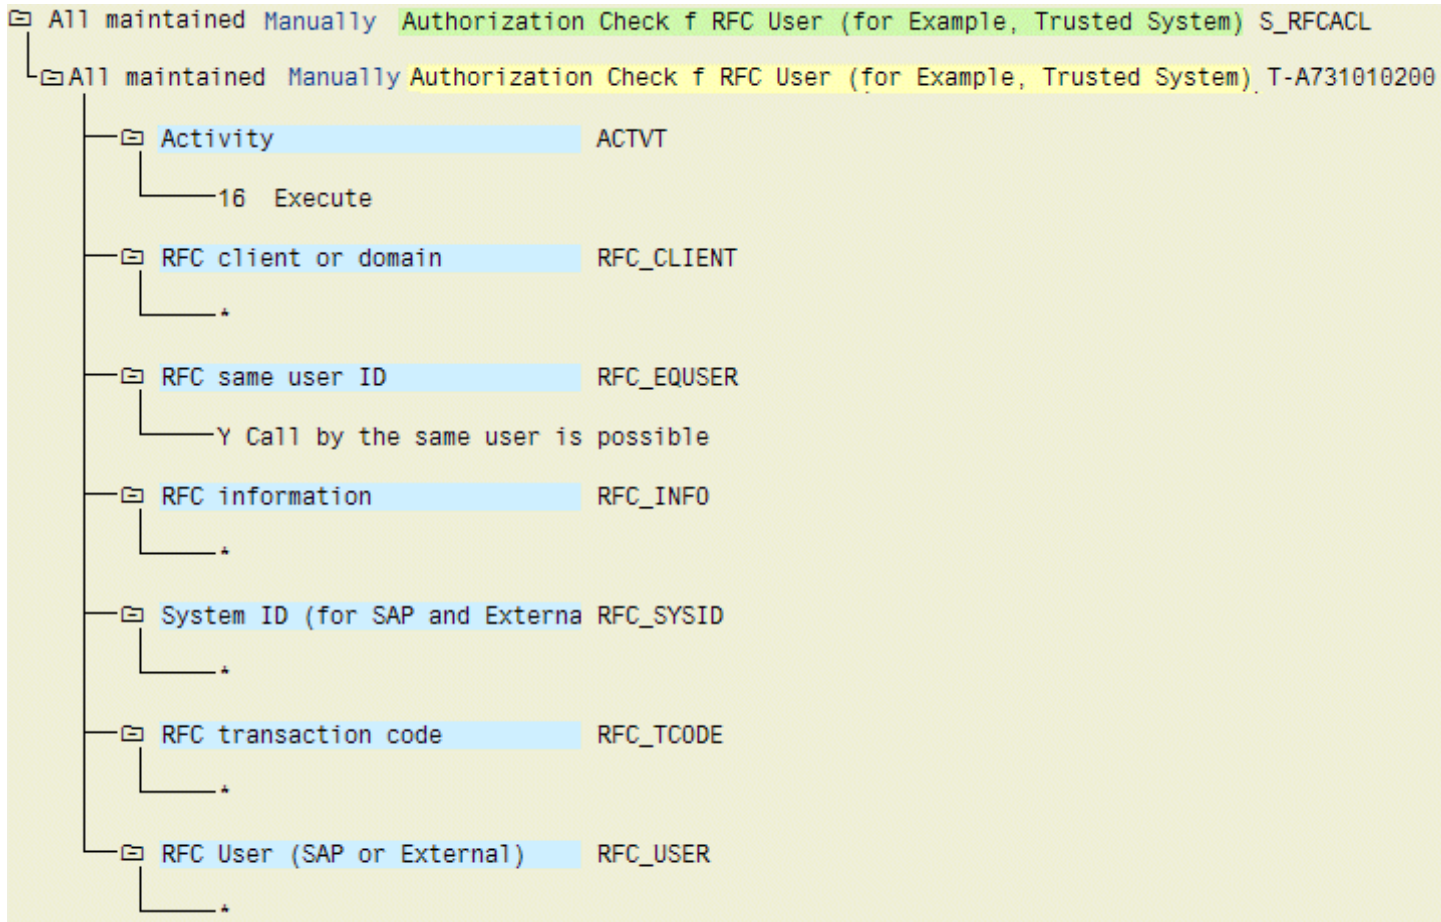 All maintained Manually Authorization Check f RFC User (for Example, Trusted System) S_RFCACL
All maintained Manually Authorization Check f RFC User (for Example, Trusted System) T-A731010200
Activity ACTVT
16 Execute
RFC client or domain RFC_CLIENT
*
RFC same user ID RFC_EQUSER
Y Call by the same user is possible
RFC information RFC_INFO
*
System ID (for SAP and Externa RFC_SYSID
*
RFC transaction code RFC_TCODE
*
RFC User (SAP or External) RFC_USER
*